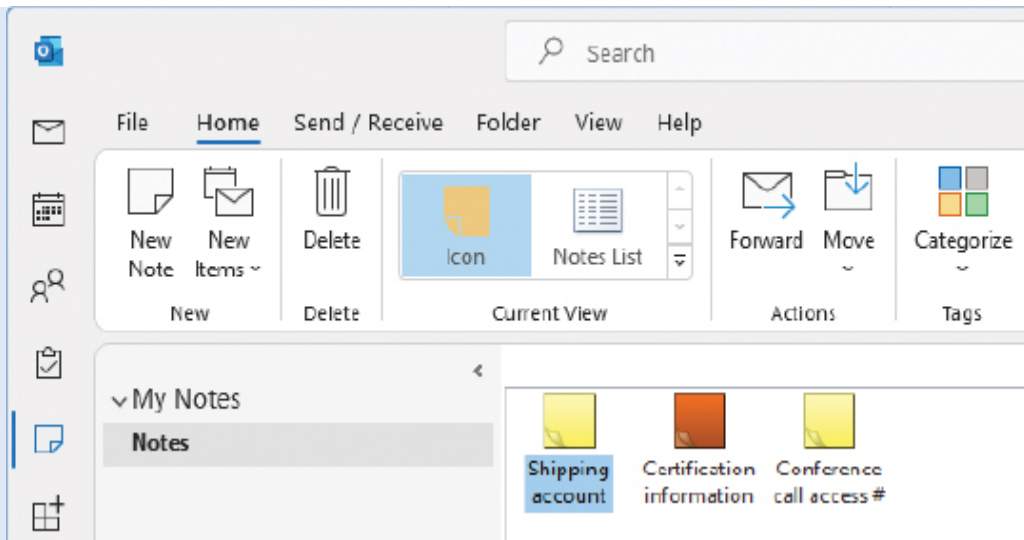 Search
File Home Send / Receive Folder View Help
New Note
New Items
Delete
Icon
Notes List
Forward
Move
Categorize
New
Delete
Current View
Actions
Tags
My Notes
Notes
Shipping account
Certification information
Conference call access #